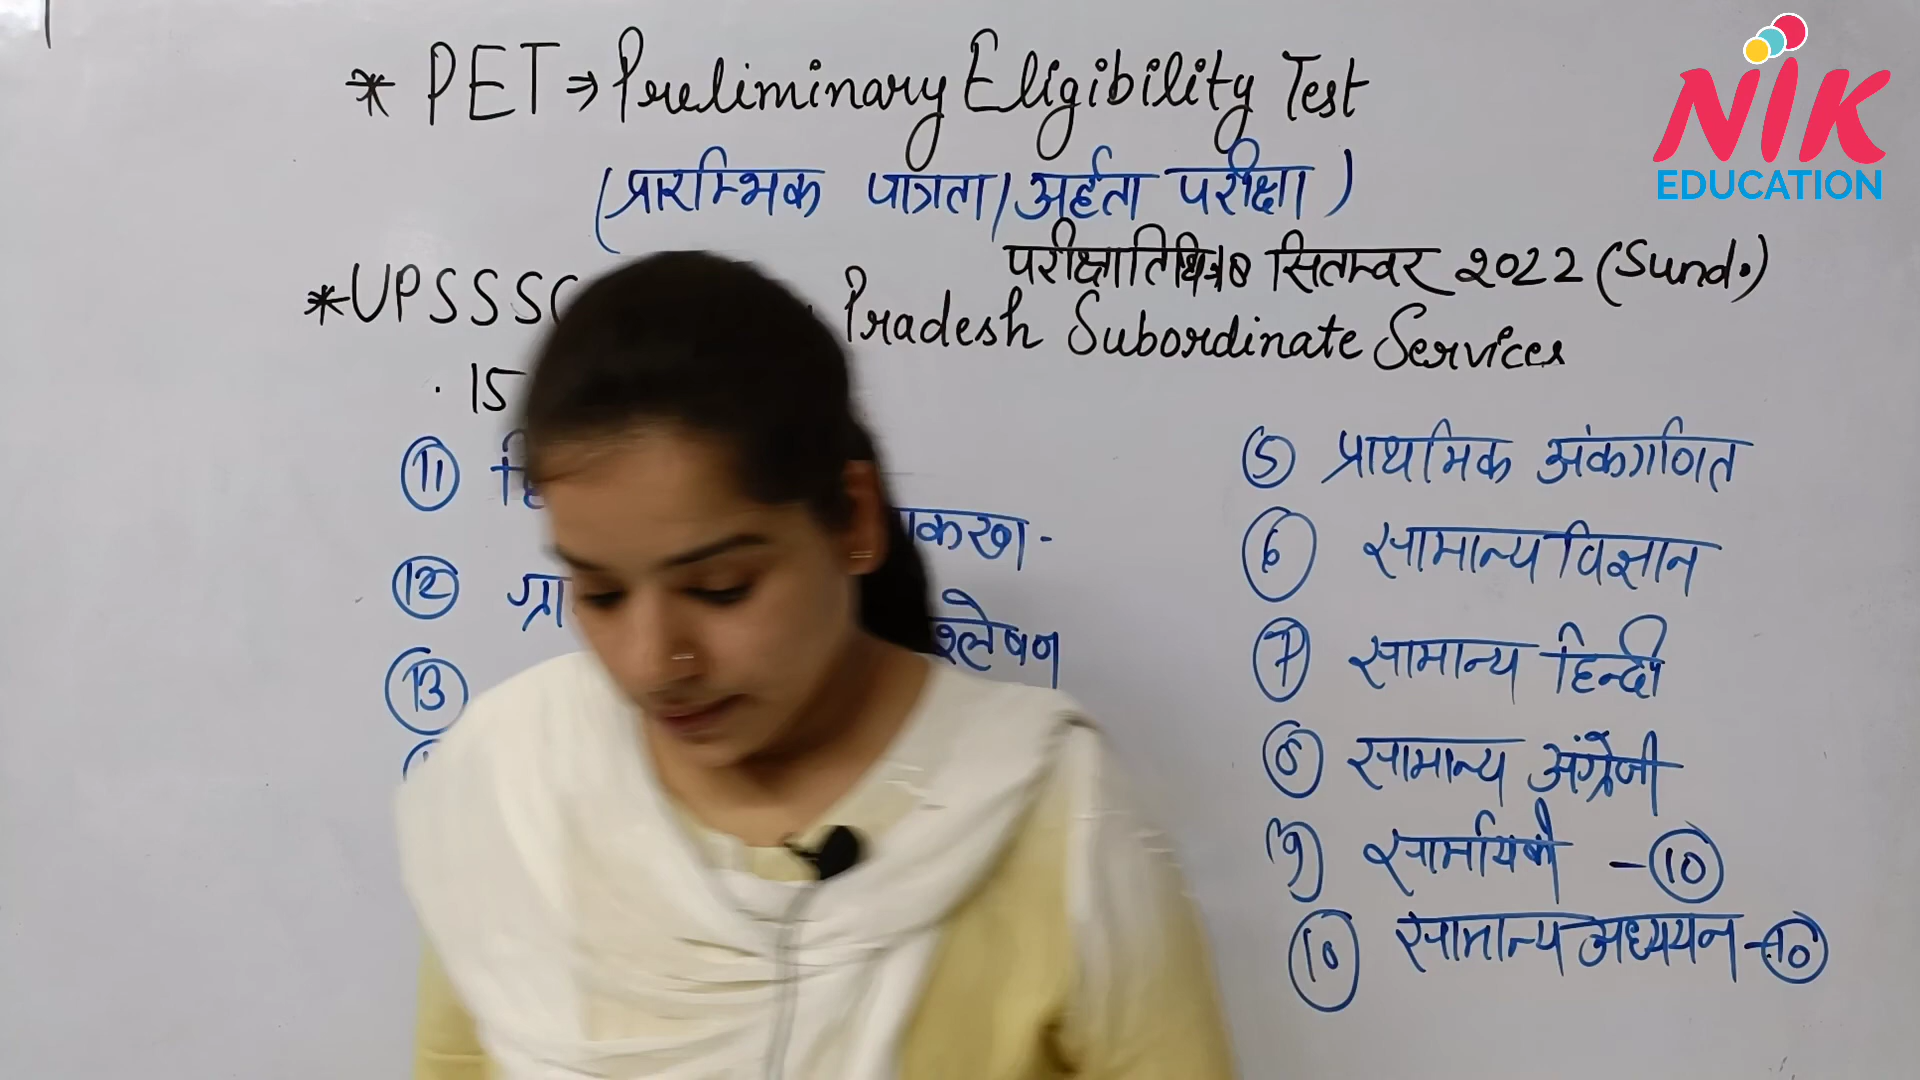 * PET ⇒ Preliminary Eligibility Test
(प्रारम्भिक पात्रता/अर्हता परीक्षा)
परीक्षा तिथि 18 सितम्बर 2022 (Sund.)
*UPSSSC Pradesh Subordinate Services
. 15
11
12 ग्रा श्लेषण
13
5 प्राथमिक अंकगणित
6 सामान्य विज्ञान
7 सामान्य हिन्दी
8 सामान्य अंग्रेजी
9 - 10
10 सामान्य अध्ययन - 10
NIK
EDUCATION